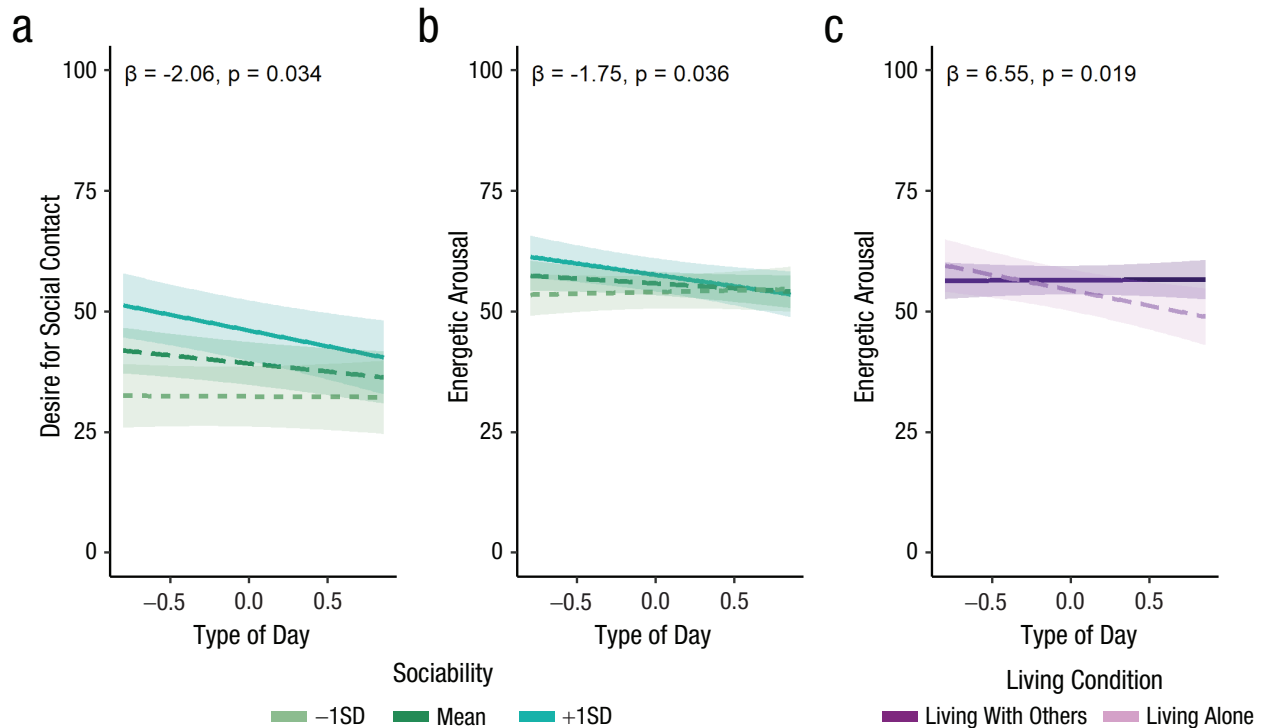 a
β = -2.06, p = 0.034
100
75
50
25
0
Desire for Social Contact
−0.5 0.0 0.5
Type of Day
b
β = -1.75, p = 0.036
100
75
50
25
0
Energetic Arousal
−0.5 0.0 0.5
Type of Day
c
β = 6.55, p = 0.019
100
75
50
25
0
Energetic Arousal
−0.5 0.0 0.5
Type of Day
Sociability
−1SD Mean +1SD
Living Condition
Living With Others Living Alone